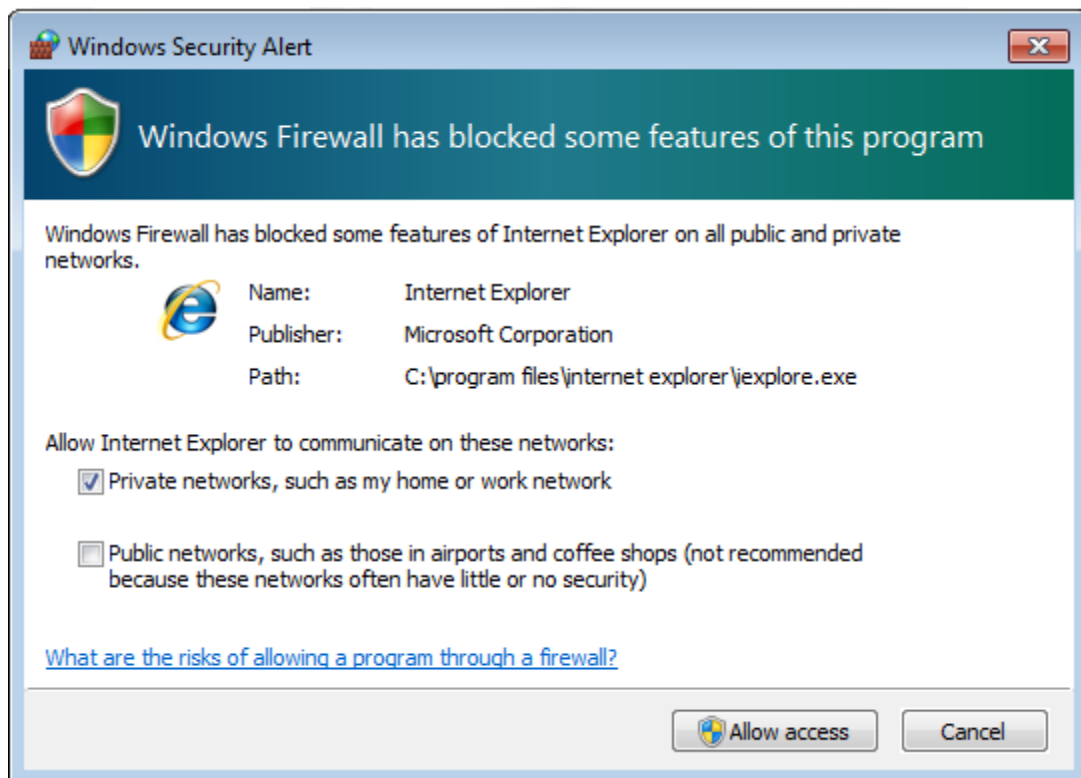 Windows Security Alert
Windows Firewall has blocked some features of this program
Windows Firewall has blocked some features of Internet Explorer on all public and private
networks.
Name: Internet Explorer
Publisher: Microsoft Corporation
Path: C:\program files\internet explorer\iexplore.exe
Allow Internet Explorer to communicate on these networks:
Private networks, such as my home or work network
Public networks, such as those in airports and coffee shops (not recommended
because these networks often have little or no security)
What are the risks of allowing a program through a firewall?
Allow access Cancel